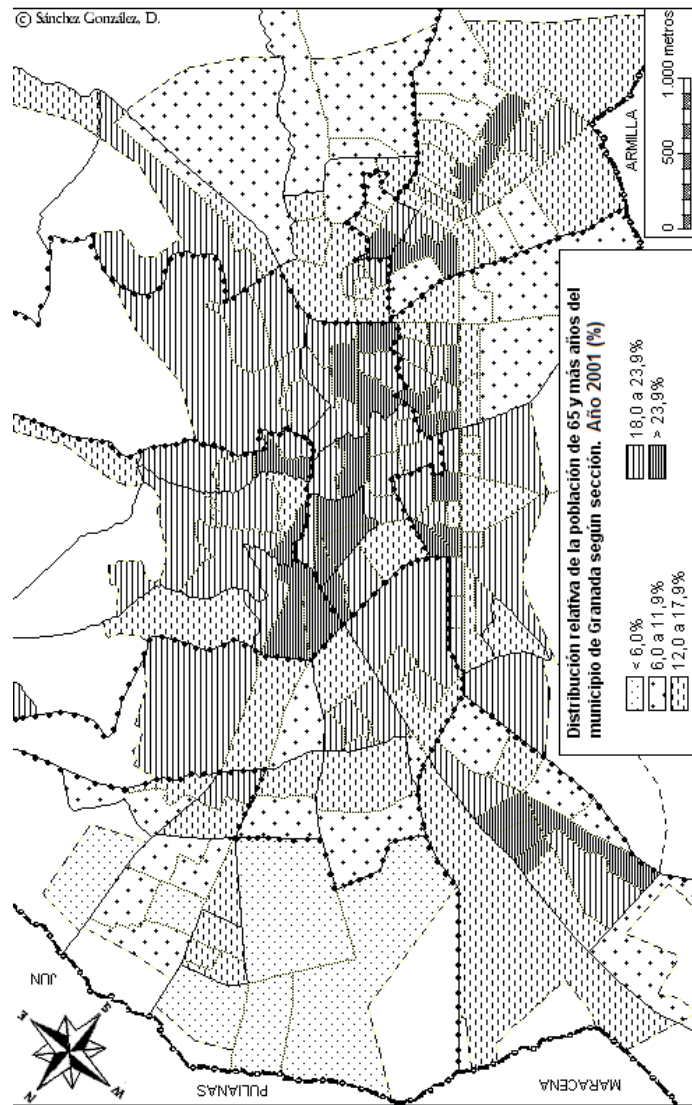 © Sánchez González, D.
JUN
N
E
S
W
PULIANAS
MARACENA
ARMILLA
0 500 1.000 metros
Distribución relativa de la población de 65 y más años del
municipio de Granada según sección. Año 2001 (%)
< 6,0%
6,0 a 11,9%
12,0 a 17,9%
18,0 a 23,9%
> 23,9%